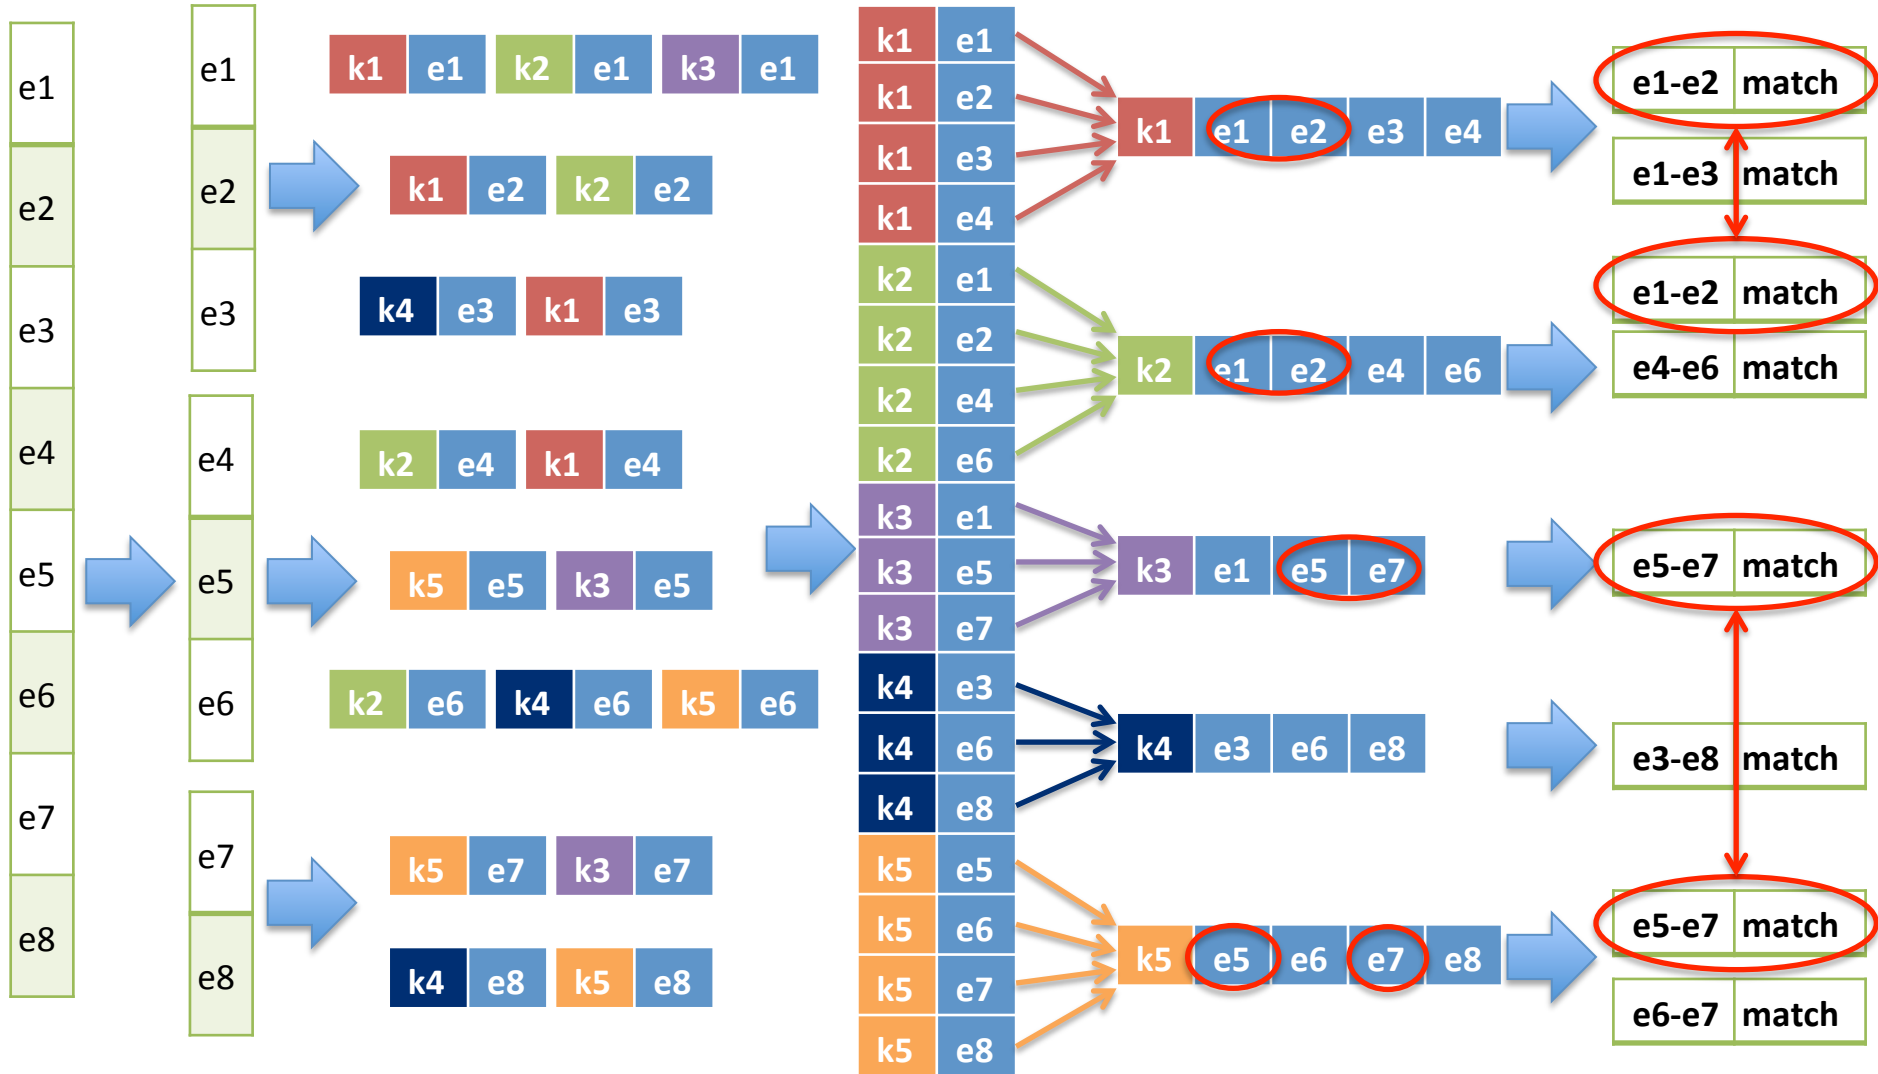 e1
e2
e3
e4
e5
e6
e7
e8
e1
e2
e3
e4
e5
e6
e7
e8
k1 e1 k2 e1 k3 e1
k1 e2 k2 e2
k4 e3 k1 e3
k2 e4 k1 e4
k5 e5 k3 e5
k2 e6 k4 e6 k5 e6
k5 e7 k3 e7
k4 e8 k5 e8
k1 e1
k1 e2
k1 e3
k1 e4
k2 e1
k2 e2
k2 e4
k2 e6
k3 e1
k3 e5
k3 e7
k4 e3
k4 e6
k4 e8
k5 e5
k5 e6
k5 e7
k5 e8
k1 e1 e2 e3 e4
k2 e1 e2 e4 e6
k3 e1 e5 e7
k4 e3 e6 e8
k5 e5 e6 e7 e8
e1-e2 match
e1-e3 match
e1-e2 match
e4-e6 match
e5-e7 match
e3-e8 match
e5-e7 match
e6-e7 match